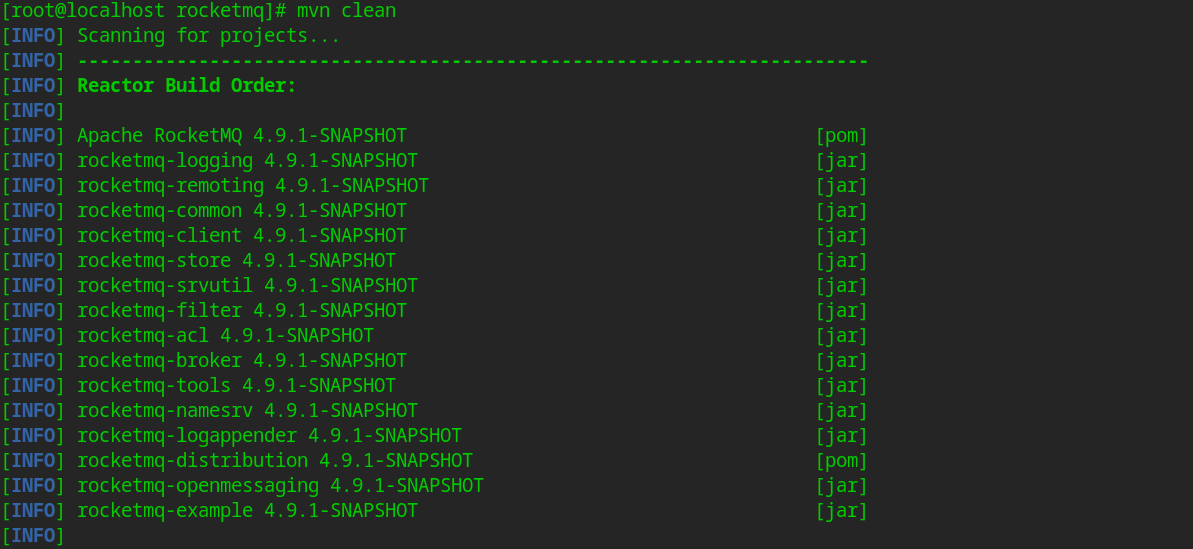 [root@localhost rocketmq]# mvn clean
[INFO] Scanning for projects...
[INFO] ------------------------------------------------------------------------
[INFO] Reactor Build Order:
[INFO]
[INFO] Apache RocketMQ 4.9.1-SNAPSHOT [pom]
[INFO] rocketmq-logging 4.9.1-SNAPSHOT [jar]
[INFO] rocketmq-remoting 4.9.1-SNAPSHOT [jar]
[INFO] rocketmq-common 4.9.1-SNAPSHOT [jar]
[INFO] rocketmq-client 4.9.1-SNAPSHOT [jar]
[INFO] rocketmq-store 4.9.1-SNAPSHOT [jar]
[INFO] rocketmq-srvutil 4.9.1-SNAPSHOT [jar]
[INFO] rocketmq-filter 4.9.1-SNAPSHOT [jar]
[INFO] rocketmq-acl 4.9.1-SNAPSHOT [jar]
[INFO] rocketmq-broker 4.9.1-SNAPSHOT [jar]
[INFO] rocketmq-tools 4.9.1-SNAPSHOT [jar]
[INFO] rocketmq-namesrv 4.9.1-SNAPSHOT [jar]
[INFO] rocketmq-logappender 4.9.1-SNAPSHOT [jar]
[INFO] rocketmq-distribution 4.9.1-SNAPSHOT [pom]
[INFO] rocketmq-openmessaging 4.9.1-SNAPSHOT [jar]
[INFO] rocketmq-example 4.9.1-SNAPSHOT [jar]
[INFO]